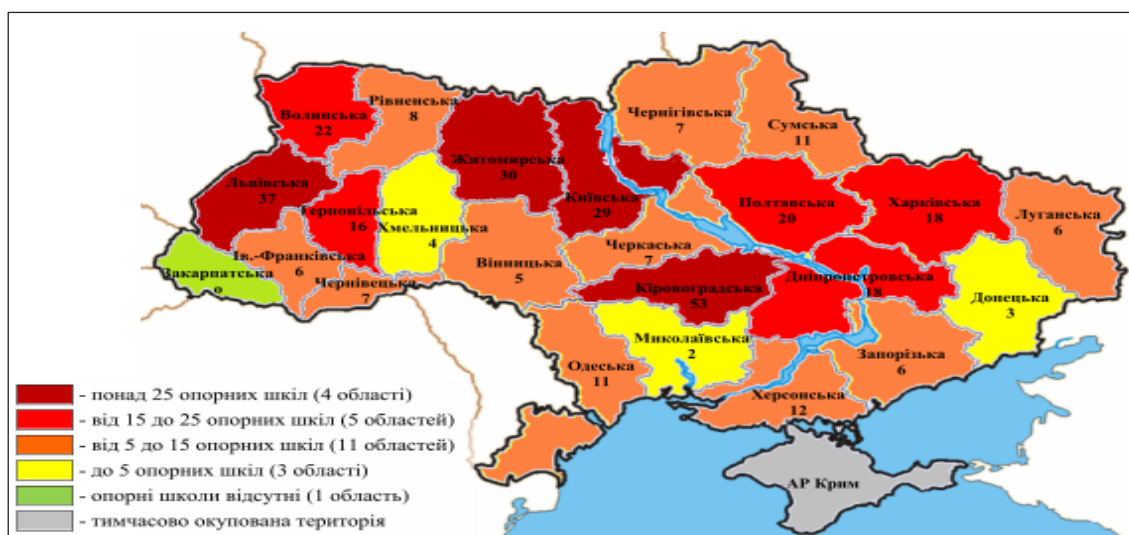 Волинська
22
Рівненська
8
Житомирська
30
Київська
29
Чернігівська
7
Сумська
11
Львівська
37
Тернопільська
16
Хмельницька
4
Полтавська
20
Харківська
18
Луганська
6
Закарпатська
0
Ів.-Франківська
6
Чернівецька
7
Вінницька
5
Черкаська
7
Кіровоградська
53
Дніпропетровська
18
Донецька
3
Одеська
11
Миколаївська
2
Запорізька
6
Херсонська
12
АР Крим
- понад 25 опорних шкіл (4 області)
- від 15 до 25 опорних шкіл (5 областей)
- від 5 до 15 опорних шкіл (11 областей)
- до 5 опорних шкіл (3 області)
- опорні школи відсутні (1 область)
- тимчасово окупована територія